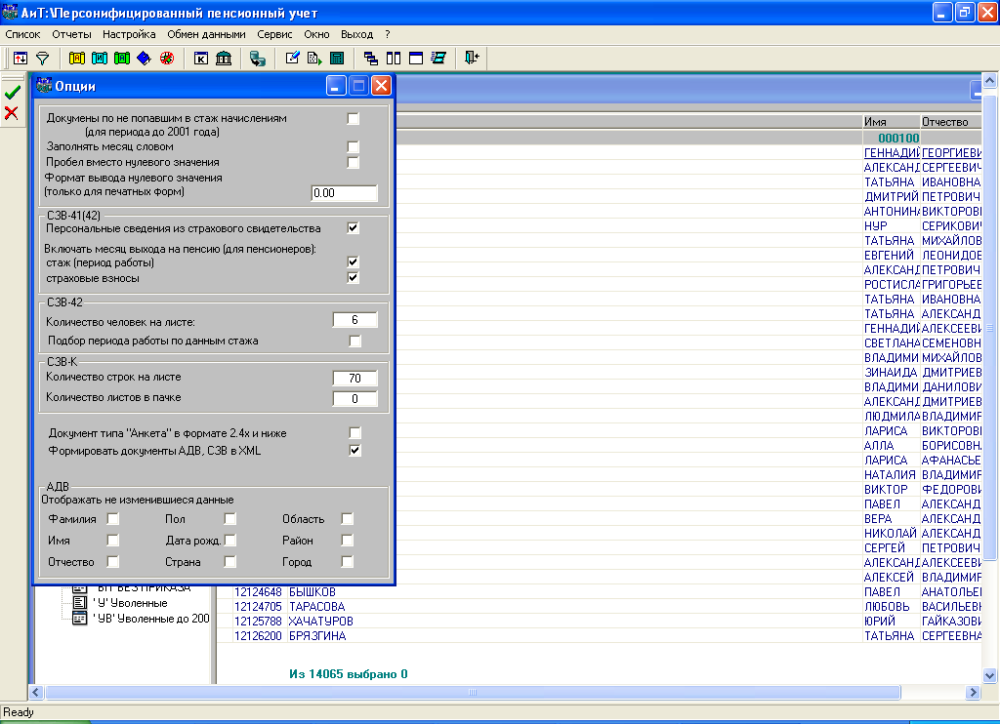 АиТ:\Персонифицированный пенсионный учет
Список Отчеты Настройка Обмен данными Сервис Окно Выход ?
Опции
Докумены по не попавшим в стаж начислениям
(для периода до 2001 года)
Заполнять месяц словом
Пробел вместо нулевого значения
Формат вывода нулевого значения
(только для печатных форм)
0.00
СЗВ-41(42)
Персональные сведения из страхового свидетельства
Включать месяц выхода на пенсию (для пенсионеров):
стаж (период работы)
страховые взносы
СЗВ-42
Количество человек на листе:
6
Подбор периода работы по данным стажа
СЗВ-К
Количество строк на листе
70
Количество листов в пачке
0
Документ типа "Анкета" в формате 2.4х и ниже
Формировать документы АДВ, СЗВ в XML
АДВ
Отображать не изменившиеся данные
Фамилия Пол Область
Имя Дата рожд. Район
Отчество Страна Город
Имя Отчество
000100
ГЕННАДИЙ ГЕОРГИЕВИ
АЛЕКСАНД СЕРГЕЕВИЧ
ТАТЬЯНА ИВАНОВНА
ДМИТРИЙ ПЕТРОВИЧ
АНТОНИНА ВИКТОРОВ
НУР СЕРИКОВИЧ
ТАТЬЯНА МИХАЙЛОВ
ЕВГЕНИЙ ЛЕОНИДОВ
АЛЕКСАНД ПЕТРОВИЧ
РОСТИСЛА ГРИГОРЬЕВ
ТАТЬЯНА ИВАНОВНА
ТАТЬЯНА АЛЕКСАНД
ГЕННАДИЙ АЛЕКСЕЕВИ
СВЕТЛАНА СЕМЕНОВН
ВЛАДИМИ МИХАЙЛОВ
ЗИНАИДА ДМИТРИЕВ
ВЛАДИМИ ДАНИЛОВИ
АЛЕКСАНД ДМИТРИЕВ
ЛЮДМИЛА ВЛАДИМИР
ЛАРИСА ВИКТОРОВ
АЛЛА БОРИСОВН
ЛАРИСА АФАНАСЬЕ
НАТАЛИЯ ВЛАДИМИР
ВИКТОР ФЕДОРОВИ
ПАВЕЛ АЛЕКСАНД
ВЕРА АЛЕКСАНД
НИКОЛАЙ АЛЕКСАНД
СЕРГЕЙ ПЕТРОВИЧ
АЛЕКСАНД АЛЕКСЕЕВИ
АЛЕКСЕЙ ВЛАДИМИР
'ВП' БЕЗ ПРИКАЗА
'У' Уволенные
'УВ' Уволенные до 200
12124648 БЫШКОВ ПАВЕЛ АНАТОЛЬЕ
12124705 ТАРАСОВА ЛЮБОВЬ ВАСИЛЬЕВ
12125788 ХАЧАТУРОВ ЮРИЙ ГАЙКАЗОВИ
12126200 БРЯЗГИНА ТАТЬЯНА СЕРГЕЕВНА
Из 14065 выбрано 0
Ready